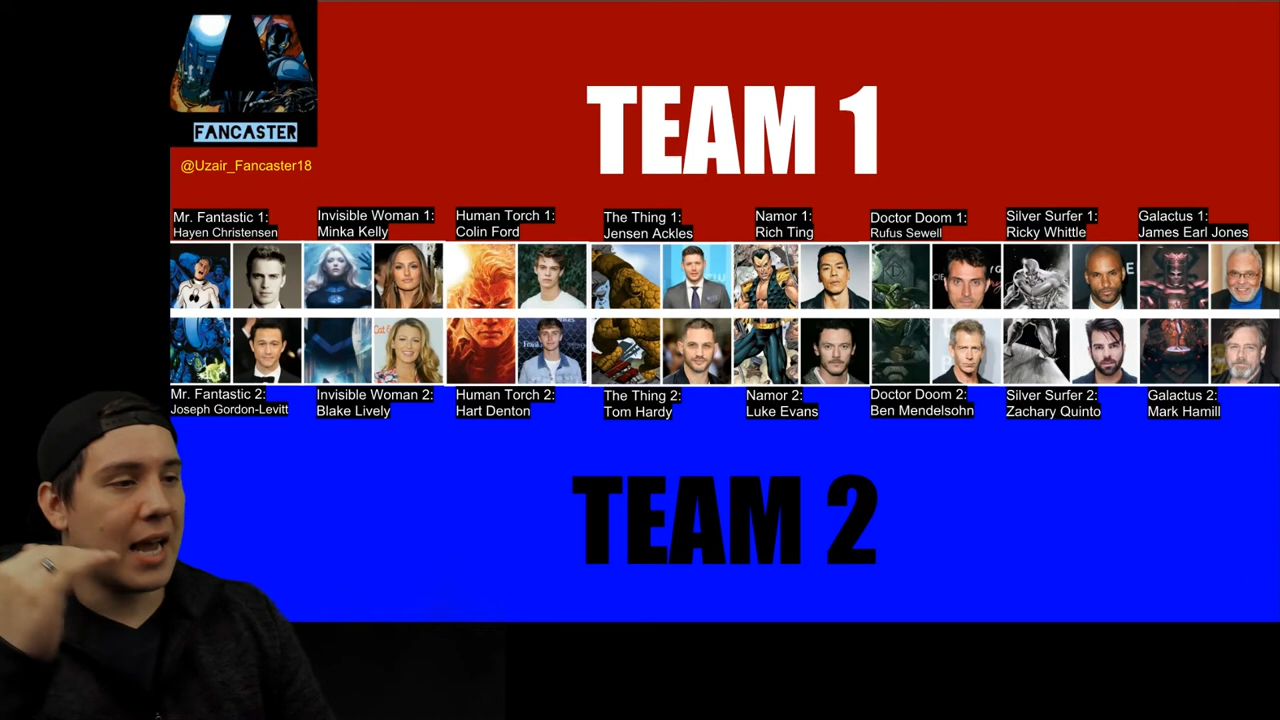 FANCASTER
@Uzair_Fancaster18
TEAM 1
Mr. Fantastic 1:
Hayen Christensen
Invisible Woman 1:
Minka Kelly
Human Torch 1:
Colin Ford
The Thing 1:
Jensen Ackles
Namor 1:
Rich Ting
Doctor Doom 1:
Rufus Sewell
Silver Surfer 1:
Ricky Whittle
Galactus 1:
James Earl Jones
Mr. Fantastic 2:
Joseph Gordon-Levitt
Invisible Woman 2:
Blake Lively
Human Torch 2:
Hart Denton
The Thing 2:
Tom Hardy
Namor 2:
Luke Evans
Doctor Doom 2:
Ben Mendelsohn
Silver Surfer 2:
Zachary Quinto
Galactus 2:
Mark Hamill
TEAM 2